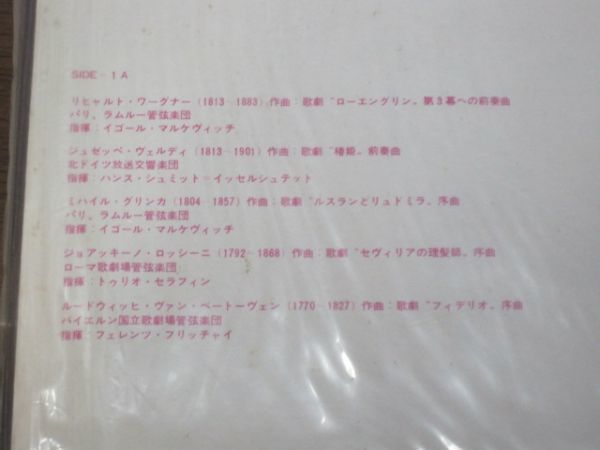 SIDE－1A
リヒャルト・ワーグナー（1813－1883）作曲：歌劇“ローエングリン„ 第3幕への前奏曲
パリ、ラムルー管弦楽団
指揮：イゴール・マルケヴィッチ
ジュゼッペ・ヴェルディ（1813－1901）作曲：歌劇“椿姫„ 前奏曲
北ドイツ放送交響楽団
指揮：ハンス・シュミット＝イッセルシュテット
ミハイル・グリンカ（1804－1857）作曲：歌劇“ルスランとリュドミラ„ 序曲
パリ、ラムルー管弦楽団
指揮：イゴール・マルケヴィッチ
ジョアッキーノ・ロッシーニ（1792－1868）作曲：歌劇“セヴィリアの理髪師„ 序曲
ローマ歌劇場管弦楽団
指揮：トゥリオ・セラフィン
ルードウィッヒ・ヴァン・ベートーヴェン（1770－1827）作曲：歌劇“フィデリオ„ 序曲
バイエルン国立歌劇場管弦楽団
指揮：フェレンツ・フリッチャイ